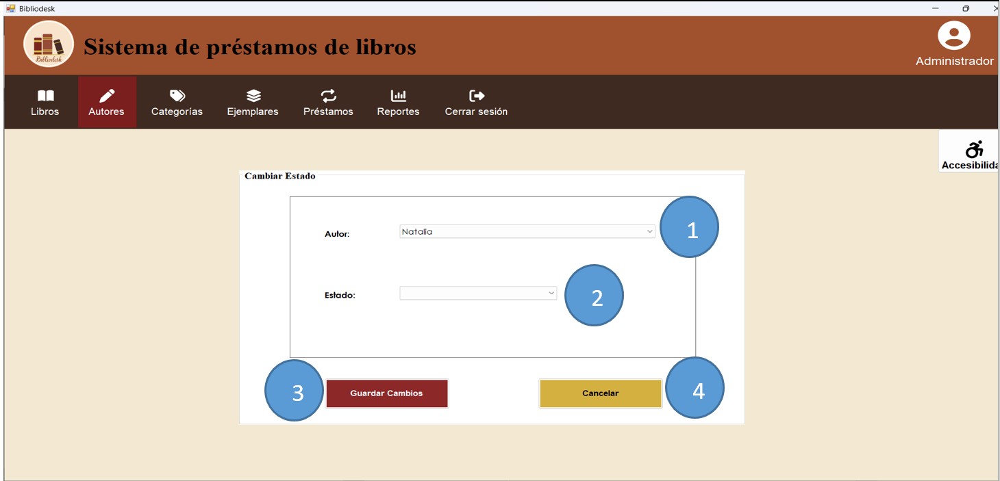 Bibliodesk
Bibliodesk
Sistema de préstamos de libros
Administrador
Libros
Autores
Categorías
Ejemplares
Préstamos
Reportes
Cerrar sesión
Accesibilida
Cambiar Estado
Autor:
Natalia
1
Estado:
2
3
Guardar Cambios
Cancelar
4